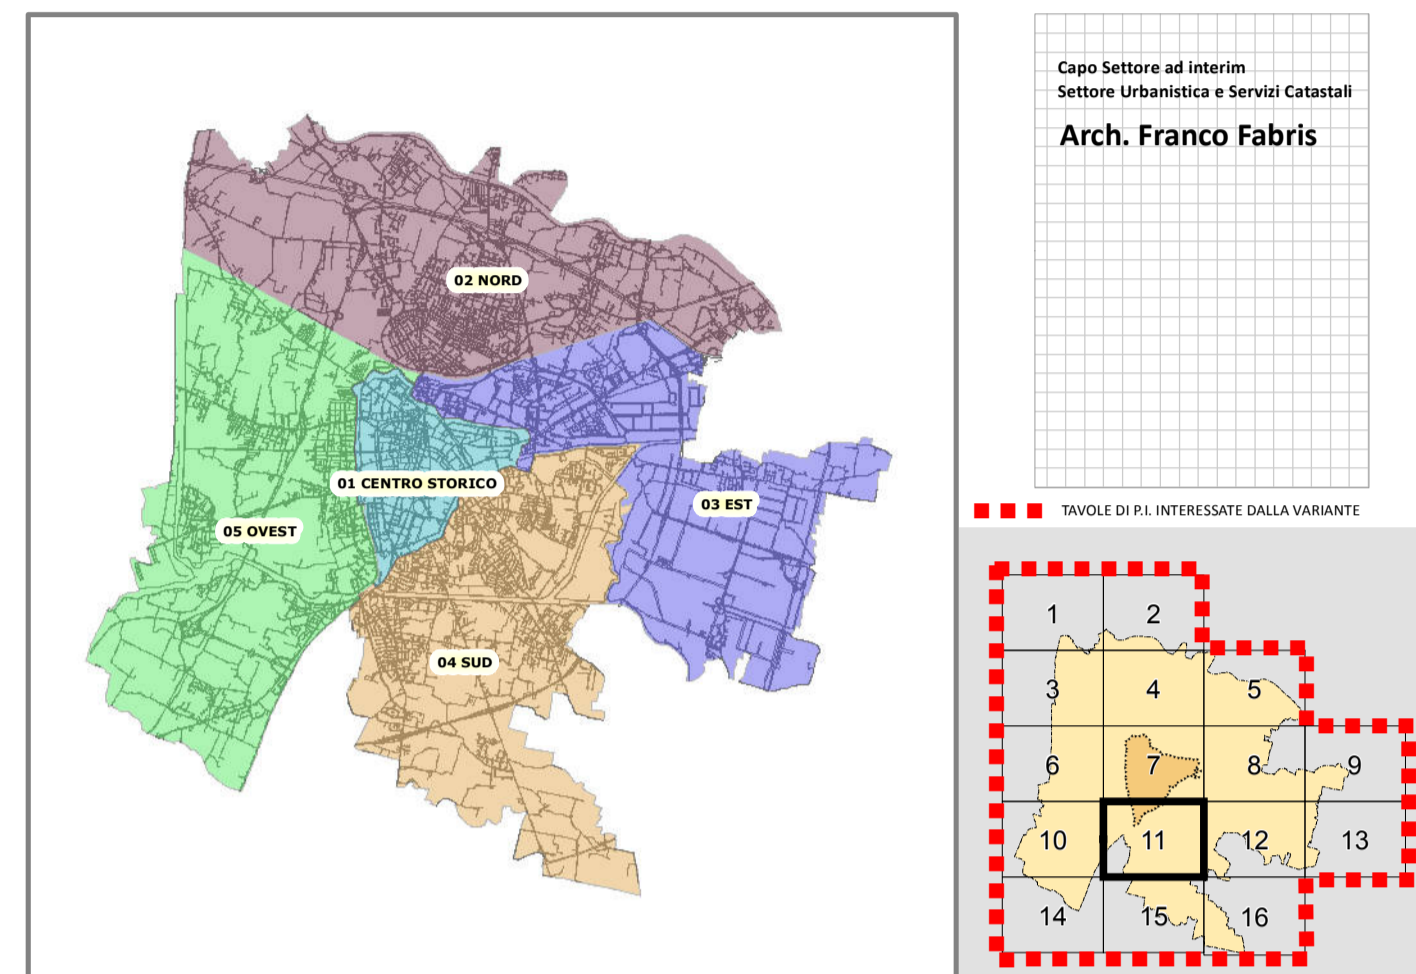 02 NORD
01 CENTRO STORICO
03 EST
05 OVEST
04 SUD
Capo Settore ad interim
Settore Urbanistica e Servizi Catastali
Arch. Franco Fabris
TAVOLE DI P.I. INTERESSATE DALLA VARIANTE
1 2
3 4 5
6 7 8 9
10 11 12 13
14 15 16